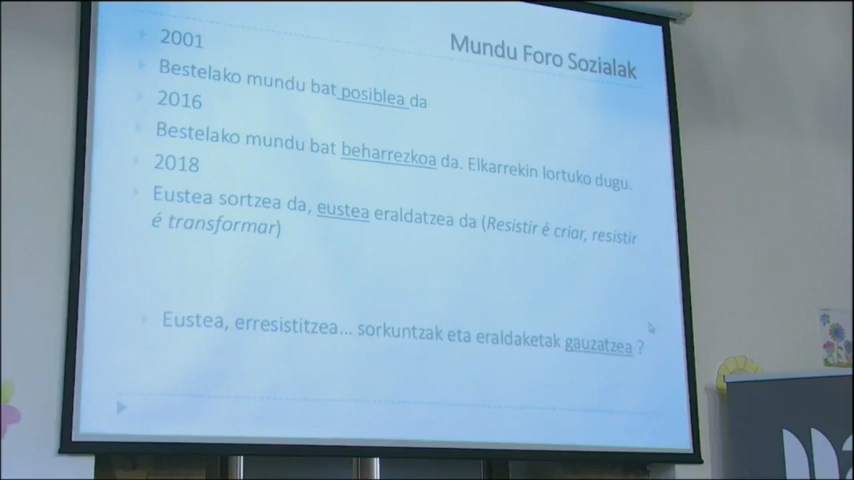 Mundu Foro Sozialak
2001
Bestelako mundu bat posiblea da
2016
Bestelako mundu bat beharrezkoa da. Elkarrekin lortuko dugu.
2018
Eustea sortzea da, eustea eraldatzea da (Resistir é criar, resistir
é transformar)
Eustea, erresistitzea... sorkuntzak eta eraldaketak gauzatzea ?